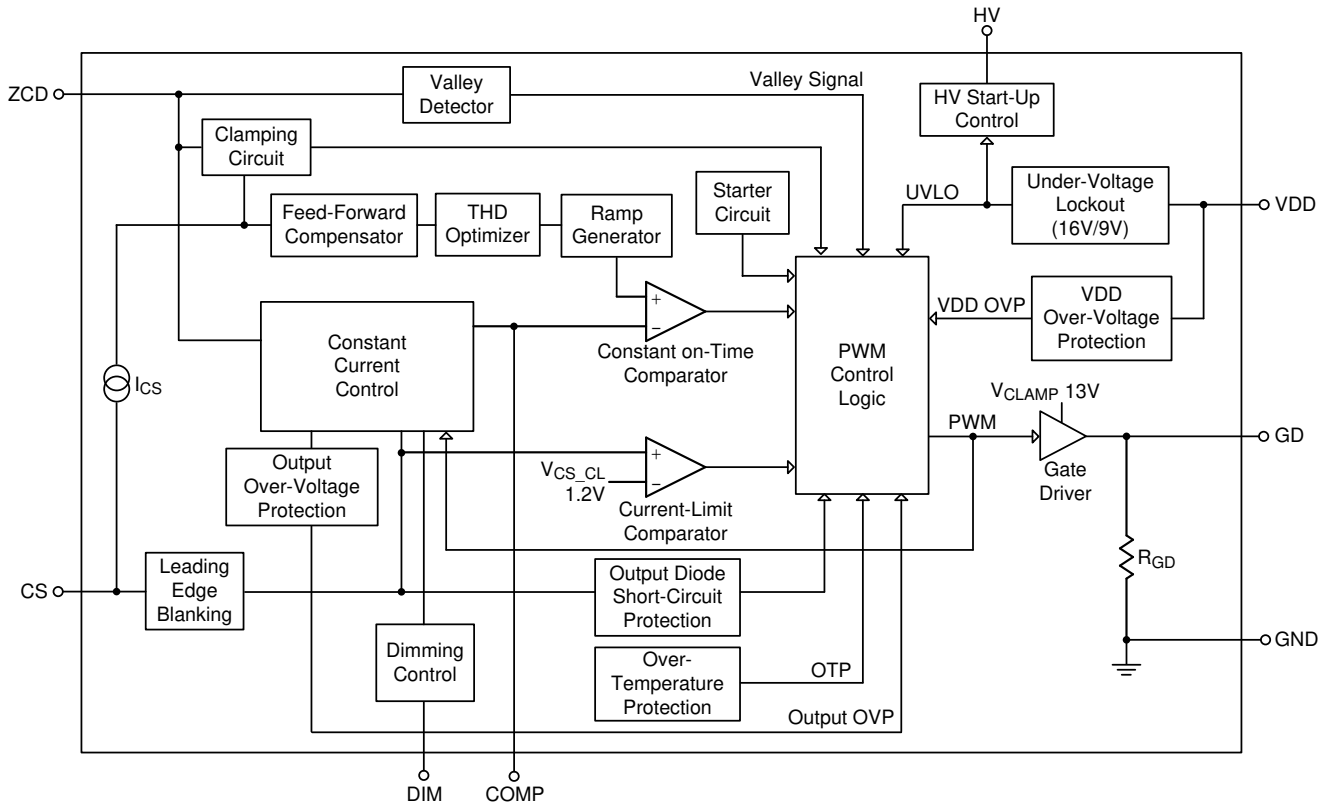 HV
ZCD
Valley
Detector
Valley Signal
HV Start-Up
Control
Clamping
Circuit
Starter
Circuit
UVLO
Under-Voltage
Lockout
(16V/9V)
VDD
Feed-Forward
Compensator
THD
Optimizer
Ramp
Generator
VDD OVP
VDD
Over-Voltage
Protection
+
−
Constant on-Time
Comparator
Constant
Current
Control
PWM
Control
Logic
ICS
VCLAMP 13V
PWM
GD
Gate
Driver
Output
Over-Voltage
Protection
VCS_CL
1.2V
+
−
Current-Limit
Comparator
CS
Leading
Edge
Blanking
Output Diode
Short-Circuit
Protection
RGD
GND
Dimming
Control
Over-
Temperature
Protection
OTP
Output OVP
DIM
COMP